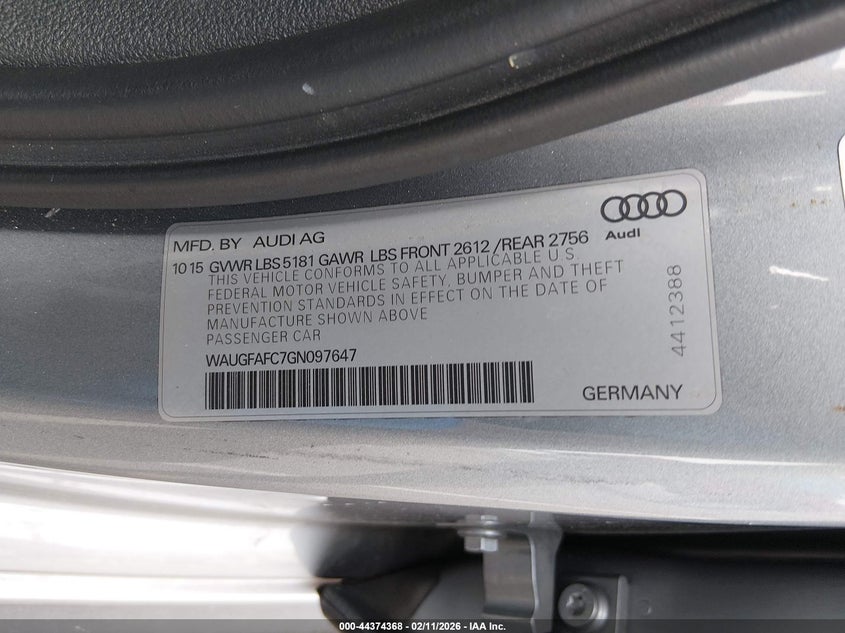 MFD. BY AUDI AG
Audi
10 15 GVWR LBS 5181 GAWR LBS FRONT 2612 /REAR 2756
THIS VEHICLE CONFORMS TO ALL APPLICABLE U.S.
FEDERAL MOTOR VEHICLE SAFETY, BUMPER AND THEFT
PREVENTION STANDARDS IN EFFECT ON THE DATE OF
MANUFACTURE SHOWN ABOVE
PASSENGER CAR
WAUGFAFC7GN097647
GERMANY
4412388
000-44374368 - 02/11/2026 - IAA Inc.